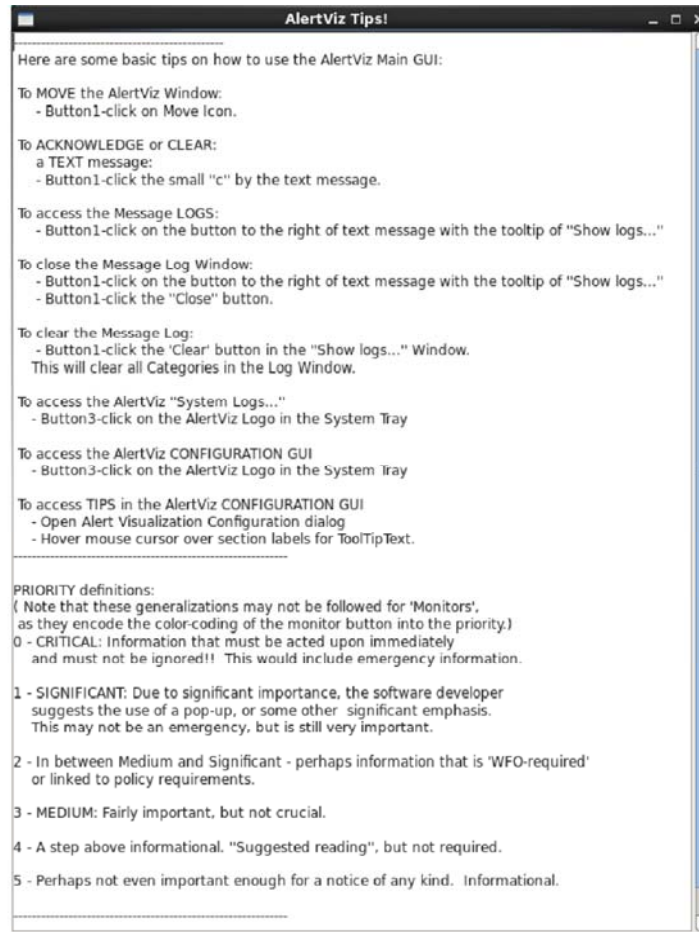 AlertViz Tips!
----------------------------------------------
Here are some basic tips on how to use the AlertViz Main GUI:
To MOVE the AlertViz Window:
- Button1-click on Move Icon.
To ACKNOWLEDGE or CLEAR:
a TEXT message:
- Button1-click the small "c" by the text message.
To access the Message LOGS:
- Button1-click on the button to the right of text message with the tooltip of "Show logs..."
To close the Message Log Window:
- Button1-click on the button to the right of text message with the tooltip of "Show logs..."
- Button1-click the "Close" button.
To clear the Message Log:
- Button1-click the 'Clear' button in the "Show logs..." Window.
This will clear all Categories in the Log Window.
To access the AlertViz "System Logs..."
- Button3-click on the AlertViz Logo in the System Tray
To access the AlertViz CONFIGURATION GUI
- Button3-click on the AlertViz Logo in the System Tray
To access TIPS in the AlertViz CONFIGURATION GUI
- Open Alert Visualization Configuration dialog
- Hover mouse cursor over section labels for ToolTipText.
------------------------------------------------------------
PRIORITY definitions:
( Note that these generalizations may not be followed for 'Monitors',
as they encode the color-coding of the monitor button into the priority.)
0 - CRITICAL: Information that must be acted upon immediately
and must not be ignored!! This would include emergency information.
1 - SIGNIFICANT: Due to significant importance, the software developer
suggests the use of a pop-up, or some other significant emphasis.
This may not be an emergency, but is still very important.
2 - In between Medium and Significant - perhaps information that is 'WFO-required'
or linked to policy requirements.
3 - MEDIUM: Fairly important, but not crucial.
4 - A step above informational. "Suggested reading", but not required.
5 - Perhaps not even important enough for a notice of any kind. Informational.
------------------------------------------------------------